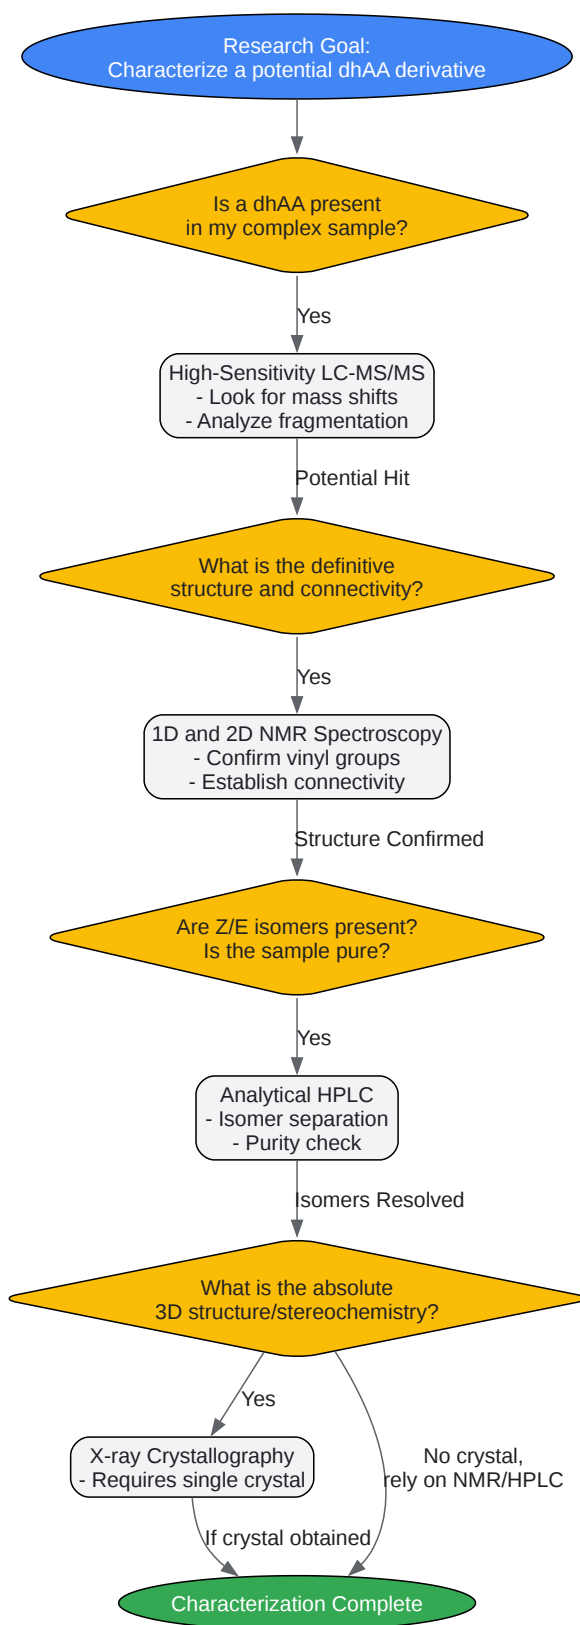 Research Goal:
Characterize a potential dhAA derivative
Is a dhAA present
in my complex sample?
Yes
High-Sensitivity LC-MS/MS
- Look for mass shifts
- Analyze fragmentation
Potential Hit
What is the definitive
structure and connectivity?
Yes
1D and 2D NMR Spectroscopy
- Confirm vinyl groups
- Establish connectivity
Structure Confirmed
Are Z/E isomers present?
Is the sample pure?
Yes
Analytical HPLC
- Isomer separation
- Purity check
Isomers Resolved
What is the absolute
3D structure/stereochemistry?
Yes
X-ray Crystallography
- Requires single crystal
No crystal,
rely on NMR/HPLC
If crystal obtained
Characterization Complete